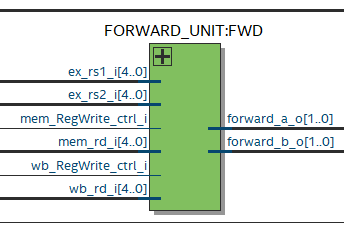 FORWARD_UNIT:FWD
ex_rs1_i[4..0]
ex_rs2_i[4..0]
mem_RegWrite_ctrl_i
forward_a_o[1..0]
mem_rd_i[4..0]
forward_b_o[1..0]
wb_RegWrite_ctrl_i
wb_rd_i[4..0]